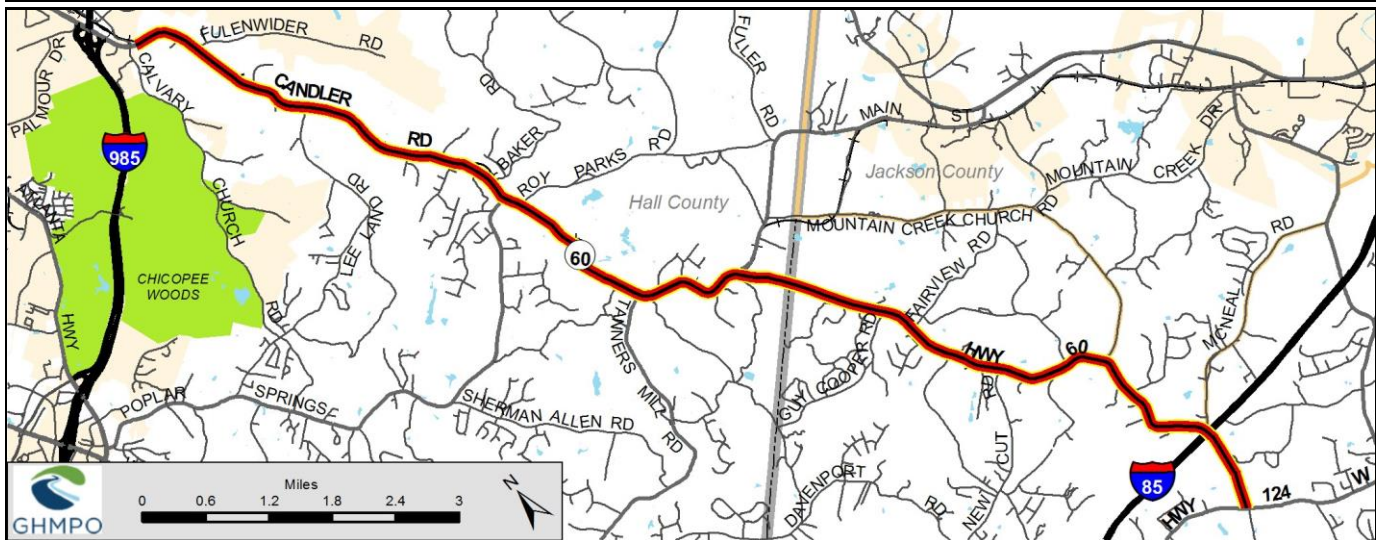 FULENWIDER RD
PALMOUR DR
CALVARY CHURCH RD
985
CANDLER RD
RD
BAKER
FULLER RD
ROY PARKS RD
MAIN ST
Jackson County
Hall County
MOUNTAIN CREEK DR
MOUNTAIN CREEK CHURCH RD
ATLANTA HWY
CHICOPEE
WOODS
LEE LAND RD
60
TANNERS MILL RD
FAIRVIEW RD
GUY COOPER RD
HWY 60
MCNEAL RD
POPLAR SPRINGS
SHERMAN ALLEN RD
NEW CUT RD
DAVENPORT RD
85
HWY 124 W
GHMPO
Miles
0 0.6 1.2 1.8 2.4 3
N